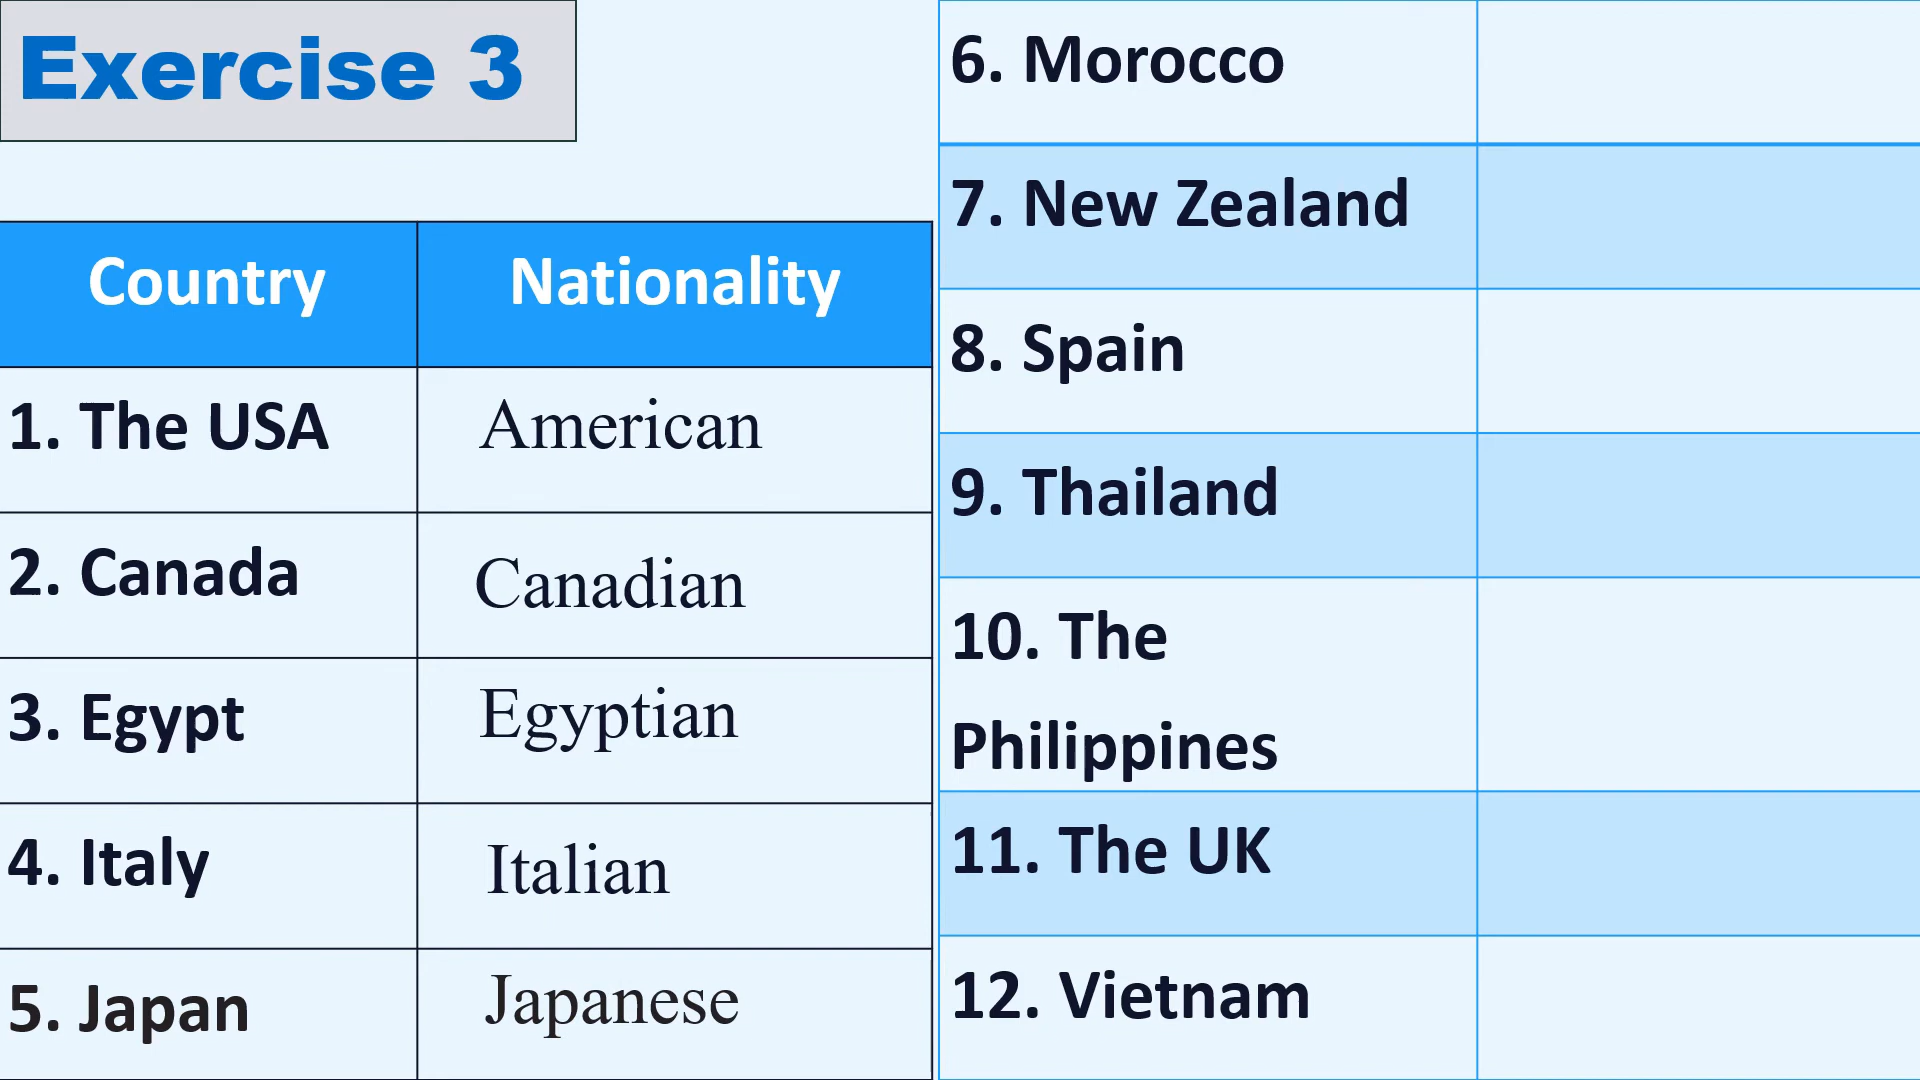 Exercise 3
Country Nationality
1. The USA American
2. Canada Canadian
3. Egypt Egyptian
4. Italy Italian
5. Japan Japanese
6. Morocco
7. New Zealand
8. Spain
9. Thailand
10. The
Philippines
11. The UK
12. Vietnam